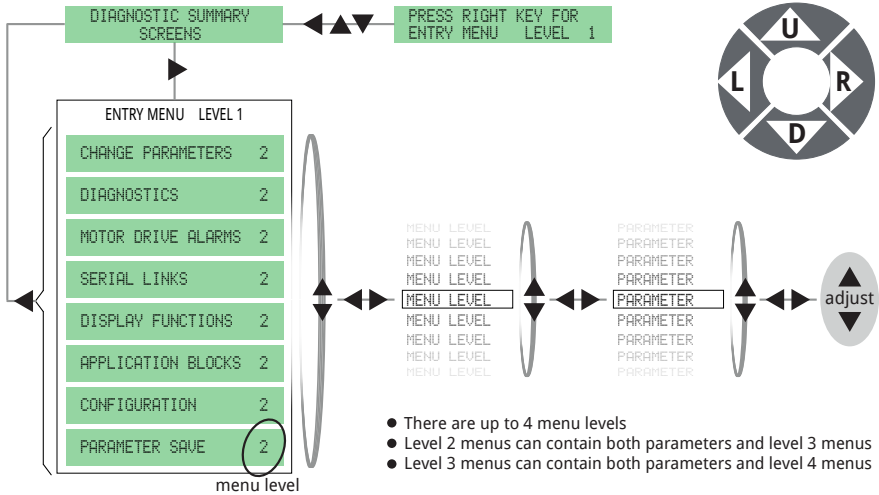 DIAGNOSTIC SUMMARY
SCREENS
PRESS RIGHT KEY FOR
ENTRY MENU LEVEL 1
U
L
R
D
ENTRY MENU LEVEL 1
CHANGE PARAMETERS 2
DIAGNOSTICS 2
MOTOR DRIVE ALARMS 2
SERIAL LINKS 2
DISPLAY FUNCTIONS 2
APPLICATION BLOCKS 2
CONFIGURATION 2
PARAMETER SAVE 2
menu level
MENU LEVEL
MENU LEVEL
MENU LEVEL
MENU LEVEL
MENU LEVEL
MENU LEVEL
MENU LEVEL
MENU LEVEL
MENU LEVEL
PARAMETER
PARAMETER
PARAMETER
PARAMETER
PARAMETER
PARAMETER
PARAMETER
PARAMETER
PARAMETER
adjust
● There are up to 4 menu levels
● Level 2 menus can contain both parameters and level 3 menus
● Level 3 menus can contain both parameters and level 4 menus